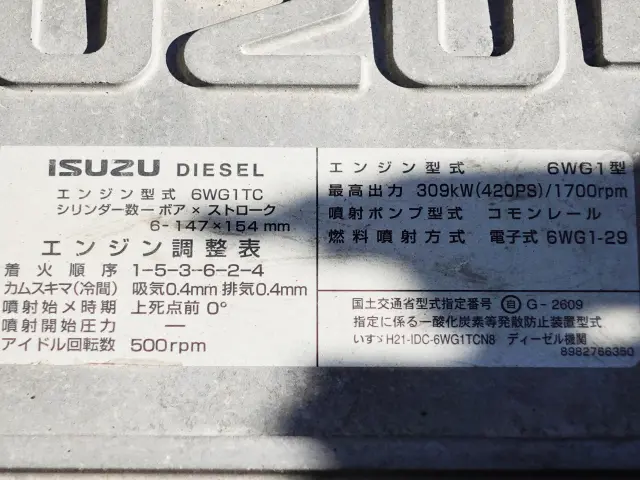 ISUZU
ISUZU DIESEL
エンジン型式 6WG1TC
シリンダー数ーボア×ストローク
6-147×154mm
エンジン調整表
着火順序 1-5-3-6-2-4
カムスキマ(冷間) 吸気0.4mm 排気0.4mm
噴射始メ時期 上死点前 0°
噴射開始圧力 ー
アイドル回転数 500rpm
エンジン型式 6WG1型
最高出力 309kW(420PS)/1700rpm
噴射ポンプ型式 コモンレール
燃料噴射方式 電子式 6WG1-29
国土交通省型式指定番号 自 G-2609
指定に係る一酸化炭素等発散防止装置型式
いすゞH21-IDC-6WG1TCN8 ディーゼル機関
8982766350